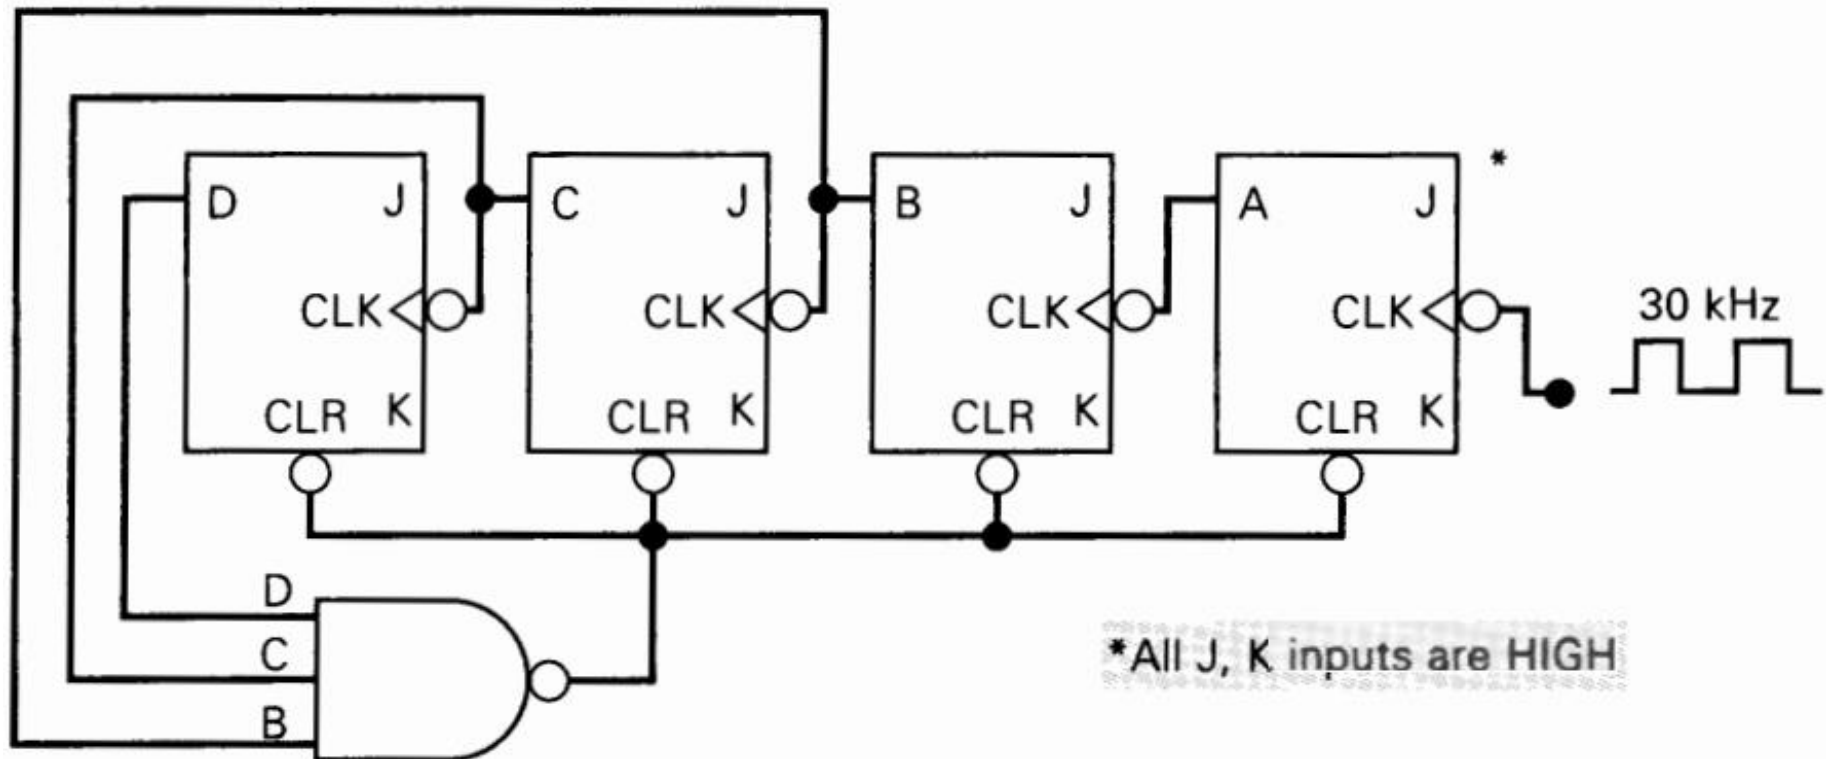 *
D J C J B J A J
CLK CLK CLK CLK
30 kHz
CLR K CLR K CLR K CLR K
D
C
B
*All J, K inputs are HIGH